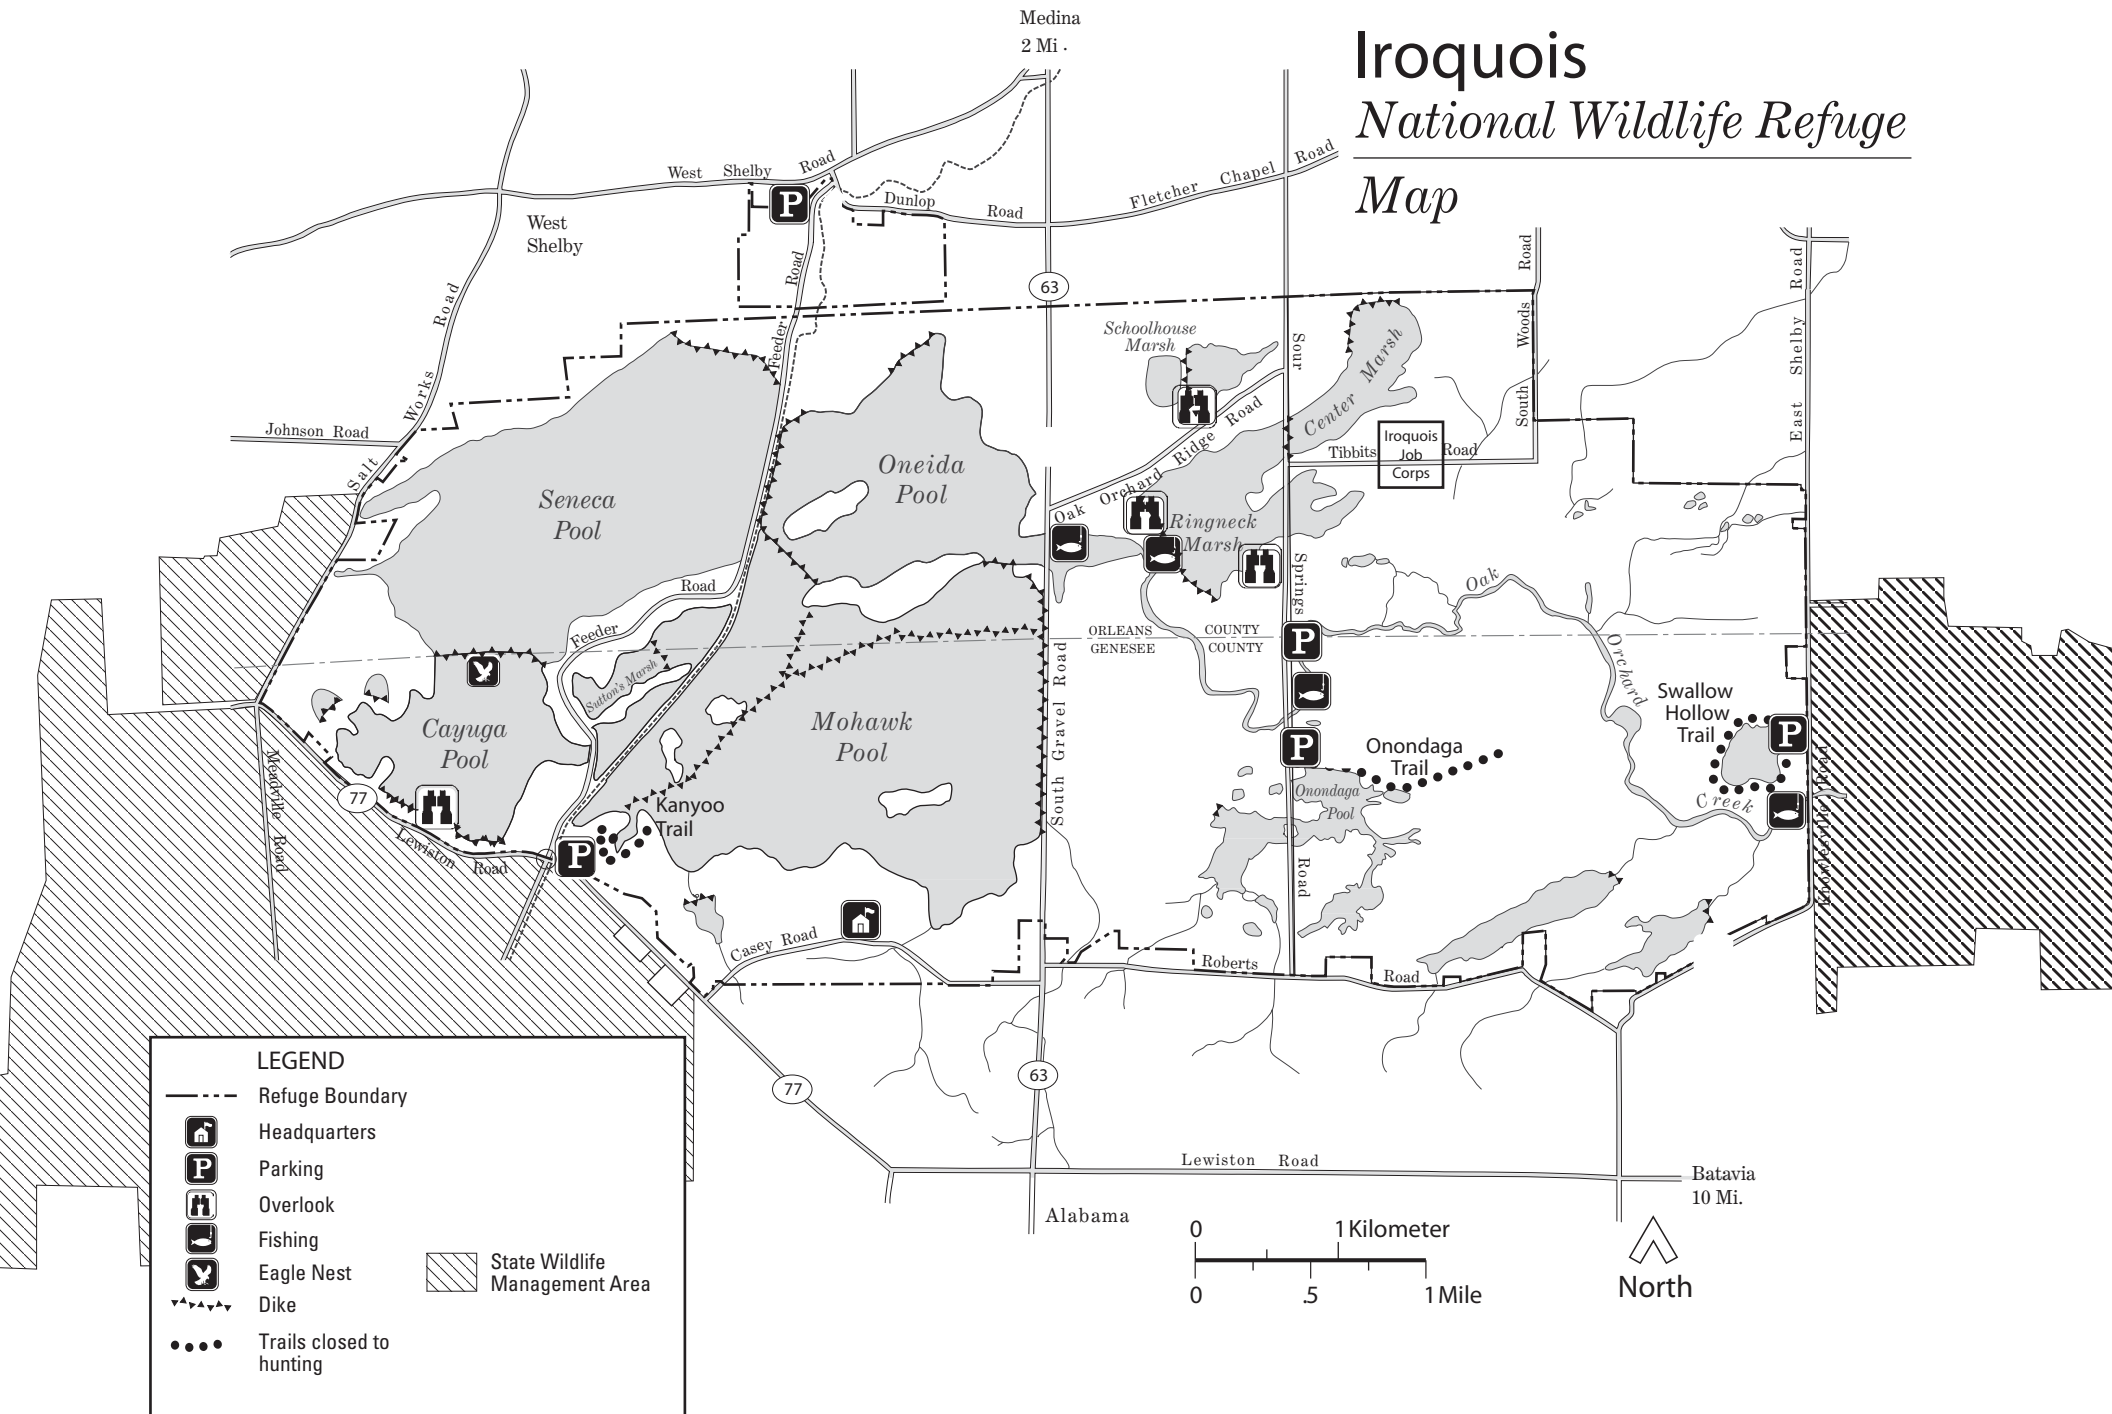 Medina
2 Mi .
Iroquois
National Wildlife Refuge
Map
West Shelby Road
Dunlop Road
Fletcher Chapel Road
West
Shelby
63
Feeder Road
Salt Works Road
Johnson Road
Schoolhouse
Marsh
Sour Springs Road
Center Marsh
South Woods Road
East Shelby Road
Oak Orchard Ridge Road
Tibbits Road
Iroquois
Job
Corps
Seneca
Pool
Oneida
Pool
Ringneck
Marsh
Feeder Road
ORLEANS COUNTY
GENESEE COUNTY
Oak Orchard Creek
Sutton's Marsh
Cayuga
Pool
Mohawk
Pool
South Gravel Road
Swallow
Hollow
Trail
Onondaga
Trail
Onondaga
Pool
Meadville Road
77
Lewiston Road
Kanyoo
Trail
P
P
P
P
P
Knowlesville Road
Casey Road
Roberts Road
77
63
Lewiston Road
Alabama
Batavia
10 Mi.
LEGEND
Refuge Boundary
Headquarters
P Parking
Overlook
Fishing
Eagle Nest
Dike
Trails closed to
hunting
State Wildlife
Management Area
0 1 Kilometer
0 .5 1 Mile
North